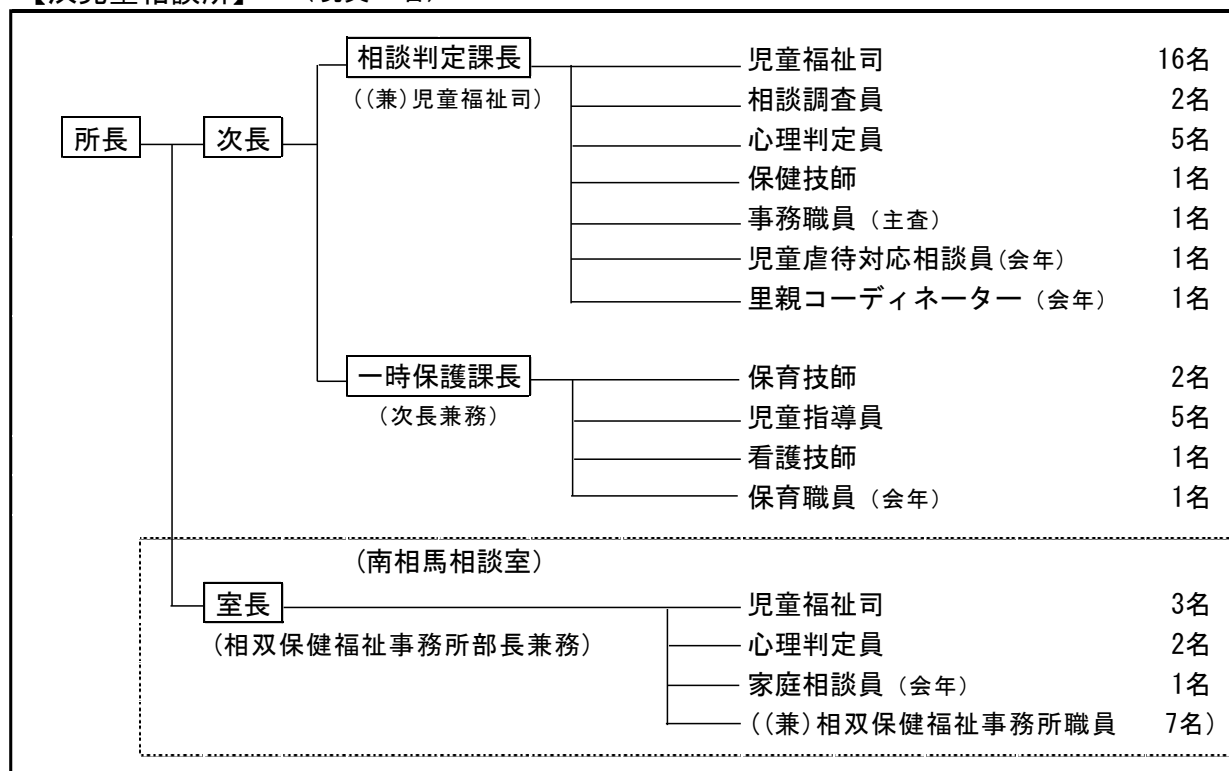 相談判定課長 児童福祉司 16名
((兼)児童福祉司) 相談調査員 2名
所長 次長 心理判定員 5名
保健技師 1名
事務職員（主査） 1名
児童虐待対応相談員(会年) 1名
里親コーディネーター（会年） 1名
一時保護課長 保育技師 2名
（次長兼務） 児童指導員 5名
看護技師 1名
保育職員（会年） 1名
（南相馬相談室）
室長 児童福祉司 3名
（相双保健福祉事務所部長兼務） 心理判定員 2名
家庭相談員（会年） 1名
((兼)相双保健福祉事務所職員 7名)